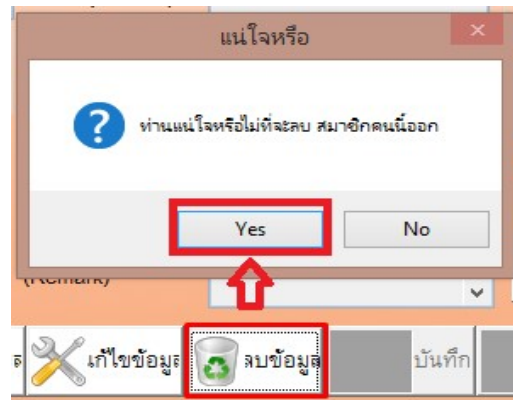 แน่ใจหรือ
ท่านแน่ใจหรือไม่ที่จะลบ สมาชิกคนนี้ออก
Yes No
(Remark)
แก้ไขข้อมูล ลบข้อมูล บันทึก